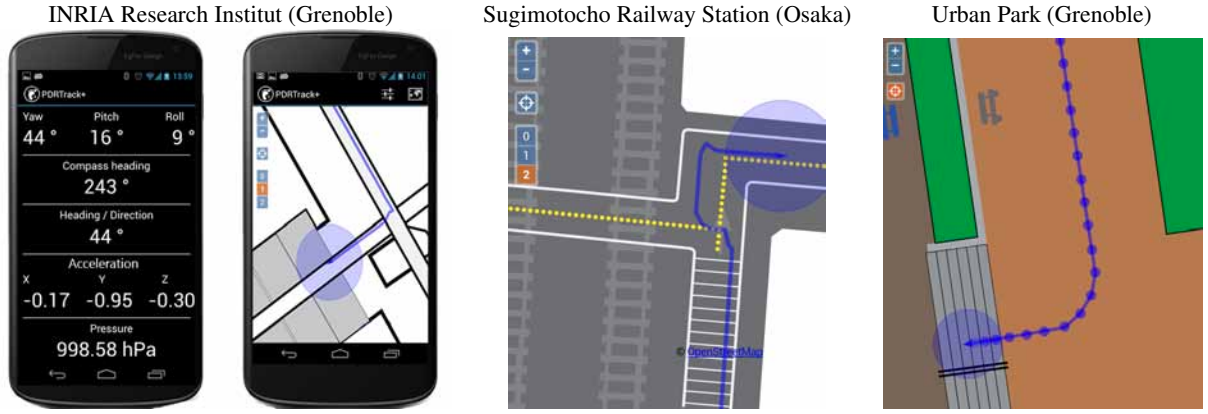 INRIA Research Institut (Grenoble)
Sugimotocho Railway Station (Osaka)
Urban Park (Grenoble)
13:59
PDRTrack+
Yaw Pitch Roll
44 ° 16 ° 9 °
Compass heading
243 °
Heading / Direction
44 °
Acceleration
X Y Z
-0.17 -0.95 -0.30
Pressure
998.58 hPa
14:01
PDRTrack+
+
−
0
1
2
+
−
0
1
2
© OpenStreetMap
+
−